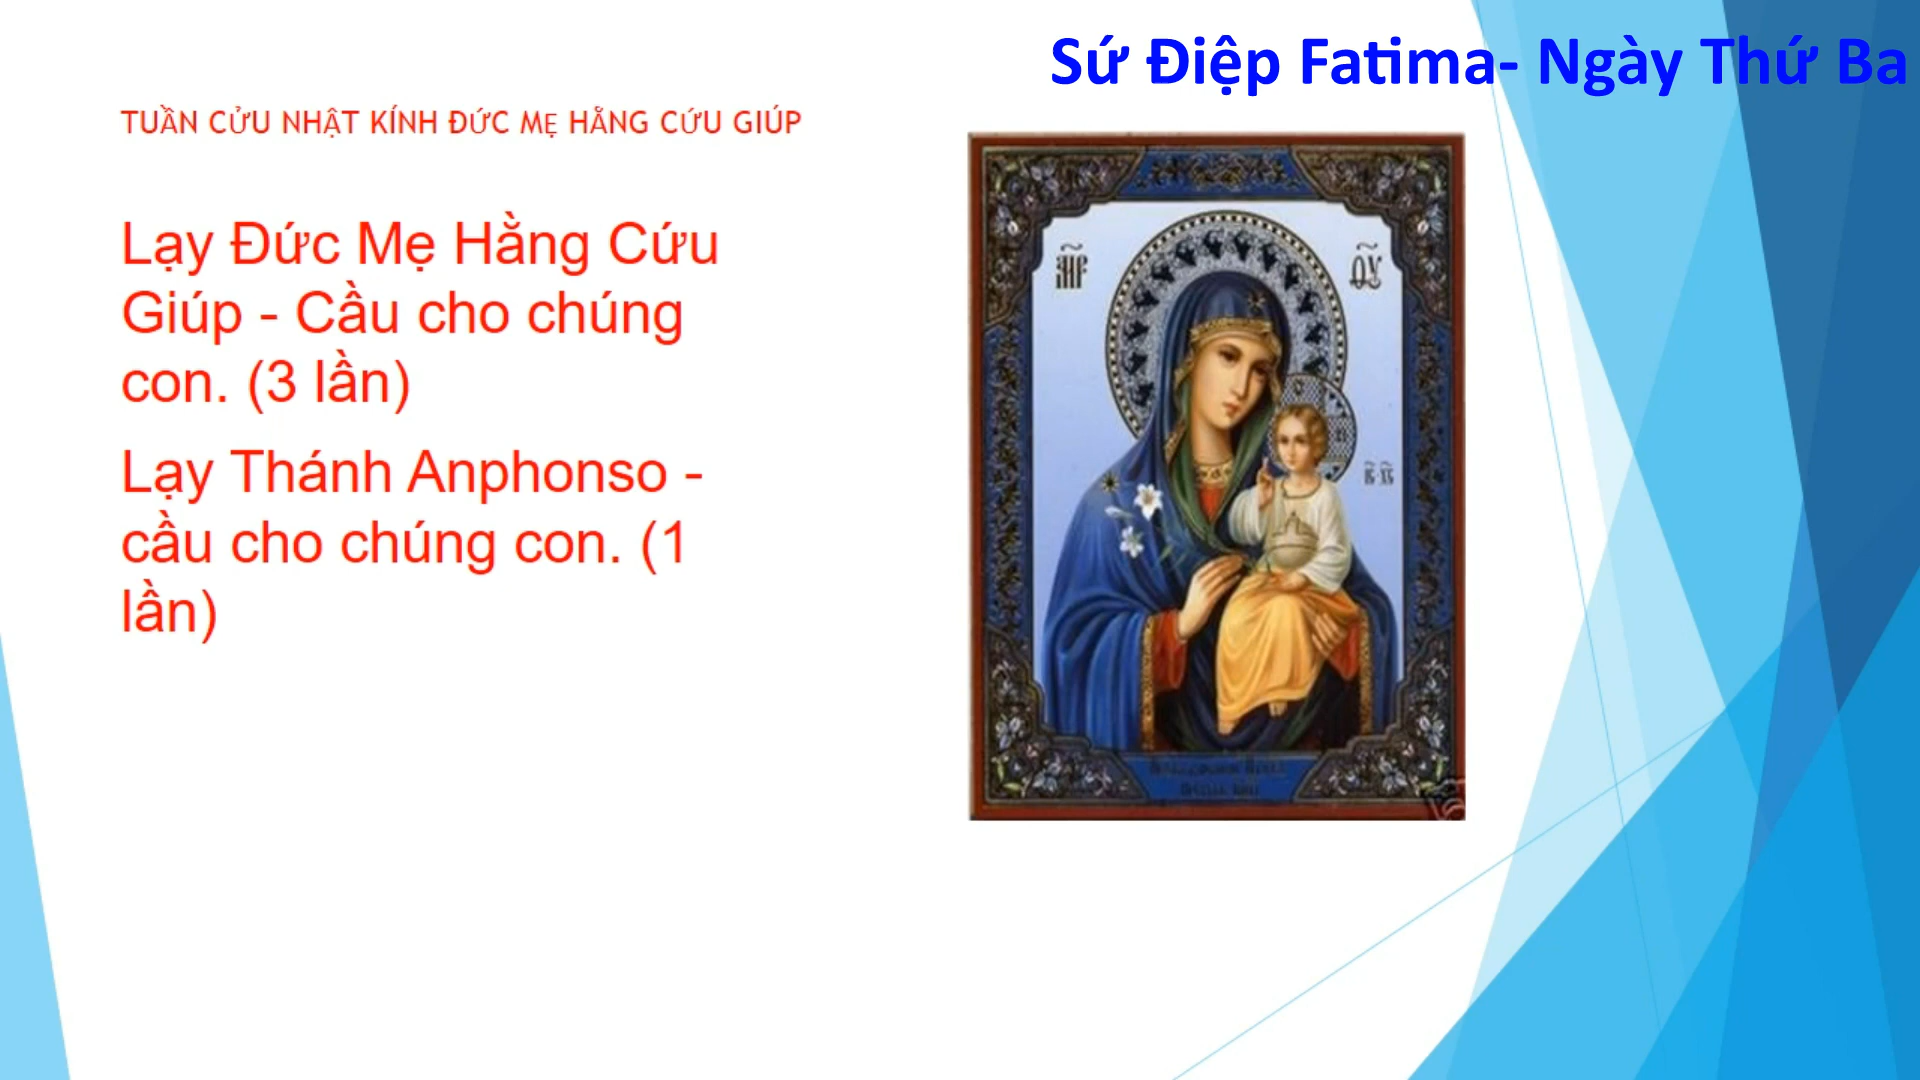 Sứ Điệp Fatima- Ngày Thứ Ba
TUẦN CỬU NHẬT KÍNH ĐỨC MẸ HẰNG CỨU GIÚP
Lạy Đức Mẹ Hằng Cứu
Giúp - Cầu cho chúng
con. (3 lần)
Lạy Thánh Anphonso -
cầu cho chúng con. (1
lần)